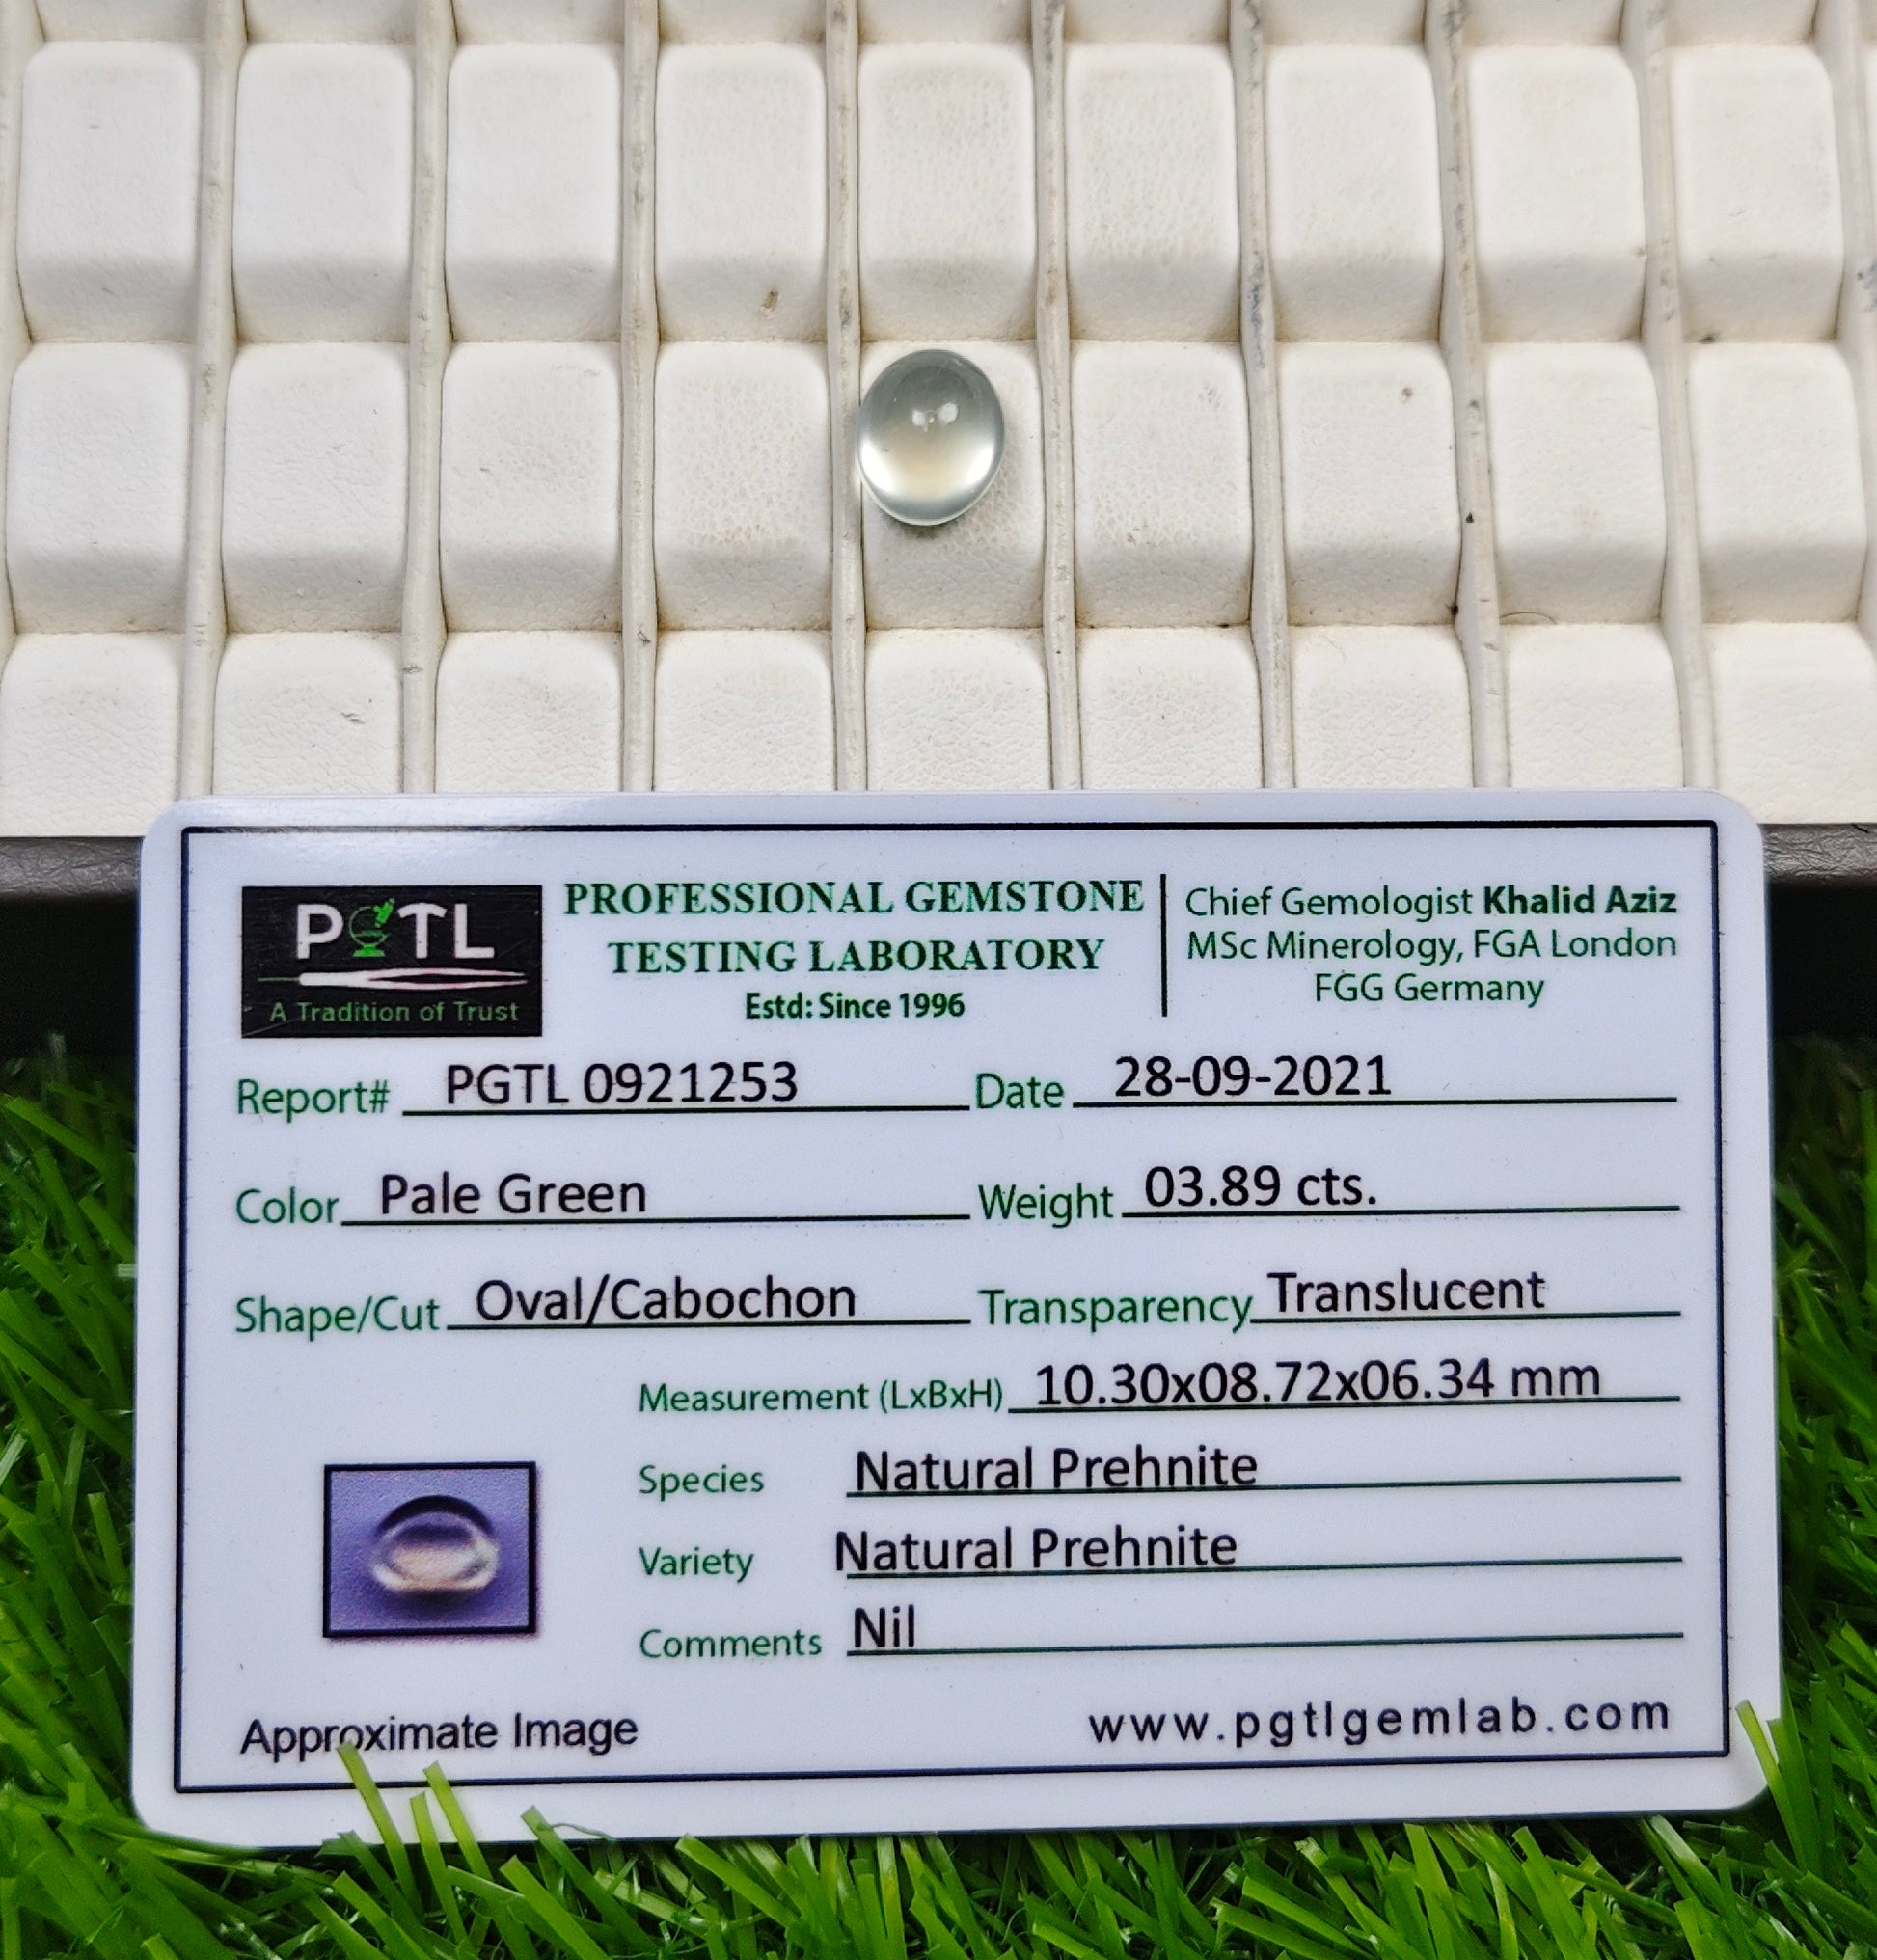 PGTL
A Tradition of Trust
PROFESSIONAL GEMSTONE
TESTING LABORATORY
Estd: Since 1996
Chief Gemologist Khalid Aziz
MSc Minerology, FGA London
FGG Germany
Report# PGTL 0921253 Date 28-09-2021
Color Pale Green Weight 03.89 cts.
Shape/Cut Oval/Cabochon Transparency Translucent
Measurement (LxBxH) 10.30x08.72x06.34 mm
Species Natural Prehnite
Variety Natural Prehnite
Comments Nil
Approximate Image
www.pgtlgemlab.com